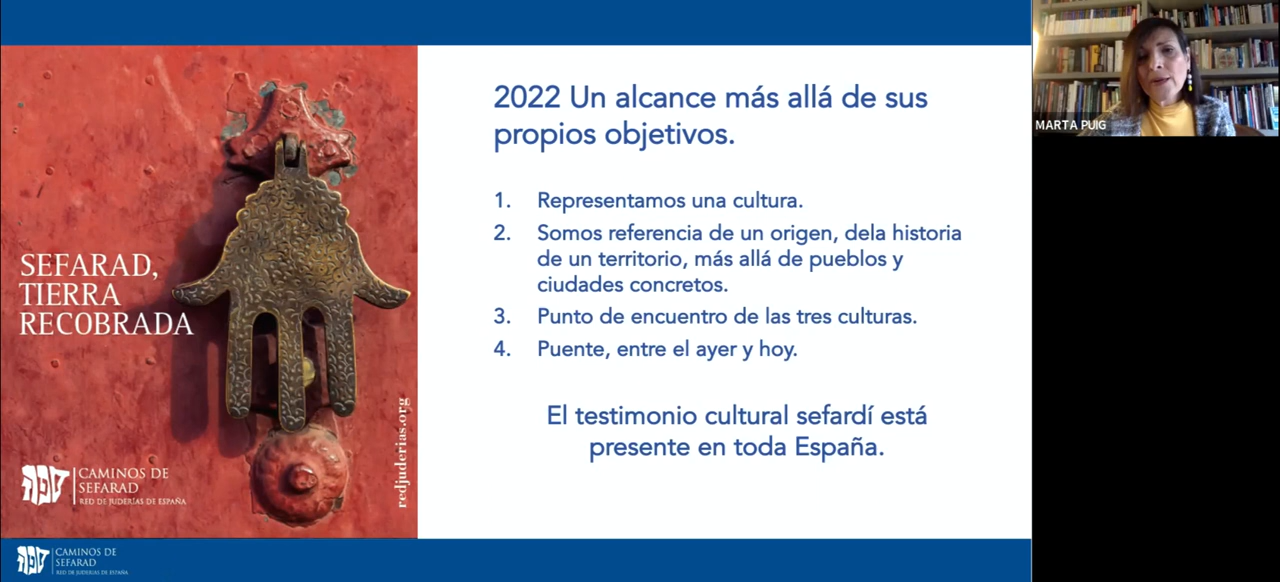 SEFARAD,
TIERRA
RECOBRADA
CAMINOS DE
SEFARAD
RED DE JUDERÍAS DE ESPAÑA
redjuderias.org
2022 Un alcance más allá de sus
propios objetivos.
1. Representamos una cultura.
2. Somos referencia de un origen, dela historia
de un territorio, más allá de pueblos y
ciudades concretos.
3. Punto de encuentro de las tres culturas.
4. Puente, entre el ayer y hoy.
El testimonio cultural sefardí está
presente en toda España.
MARTA PUIG
CAMINOS DE
SEFARAD
RED DE JUDERÍAS DE ESPAÑA